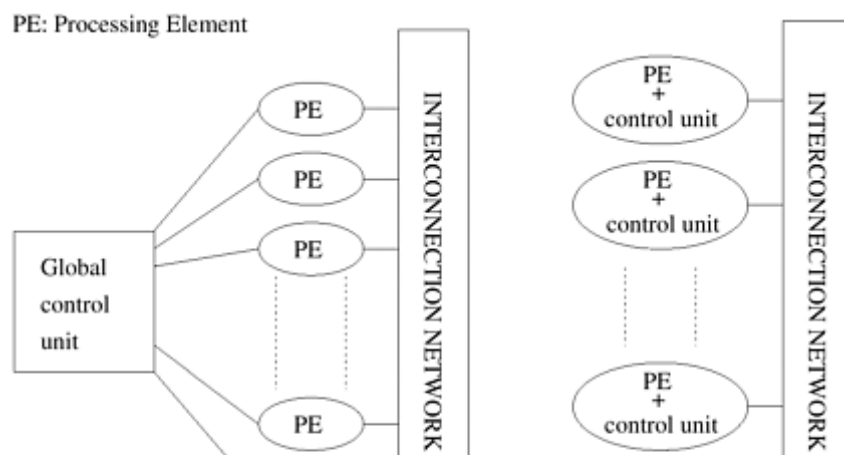 PE: Processing Element
PE
PE
PE
PE
Global
control
unit
INTERCONNECTION NETWORK
PE
+
control unit
PE
+
control unit
PE
+
control unit
INTERCONNECTION NETWORK